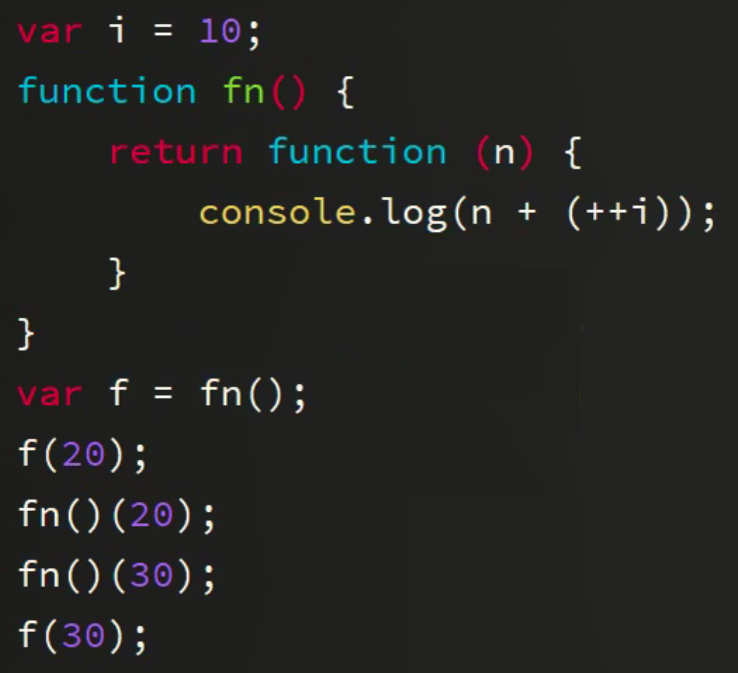 var i = 10;
function fn() {
    return function (n) {
        console.log(n + (++i));
    }
}
var f = fn();
f(20);
fn()(20);
fn()(30);
f(30);